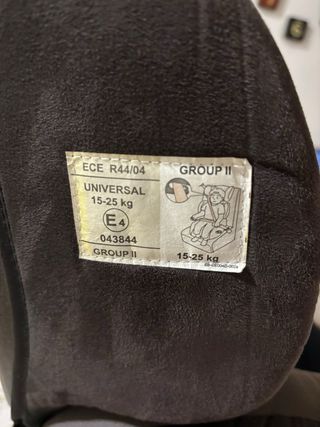 ECE R44/04
UNIVERSAL
15-25 kg
E4
043844
GROUP II
GROUP II
15-25 kg